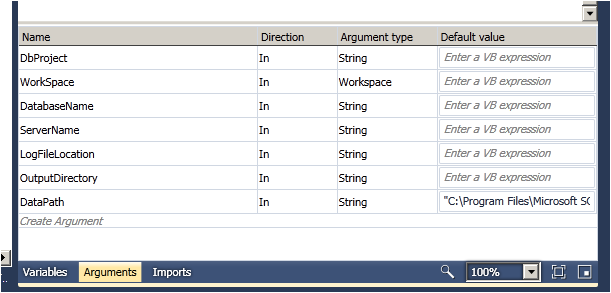 Name Direction Argument type Default value
DbProject In String Enter a VB expression
WorkSpace In Workspace Enter a VB expression
DatabaseName In String Enter a VB expression
ServerName In String Enter a VB expression
LogFileLocation In String Enter a VB expression
OutputDirectory In String Enter a VB expression
DataPath In String "C:\Program Files\Microsoft SQ
Create Argument
Variables Arguments Imports 100%